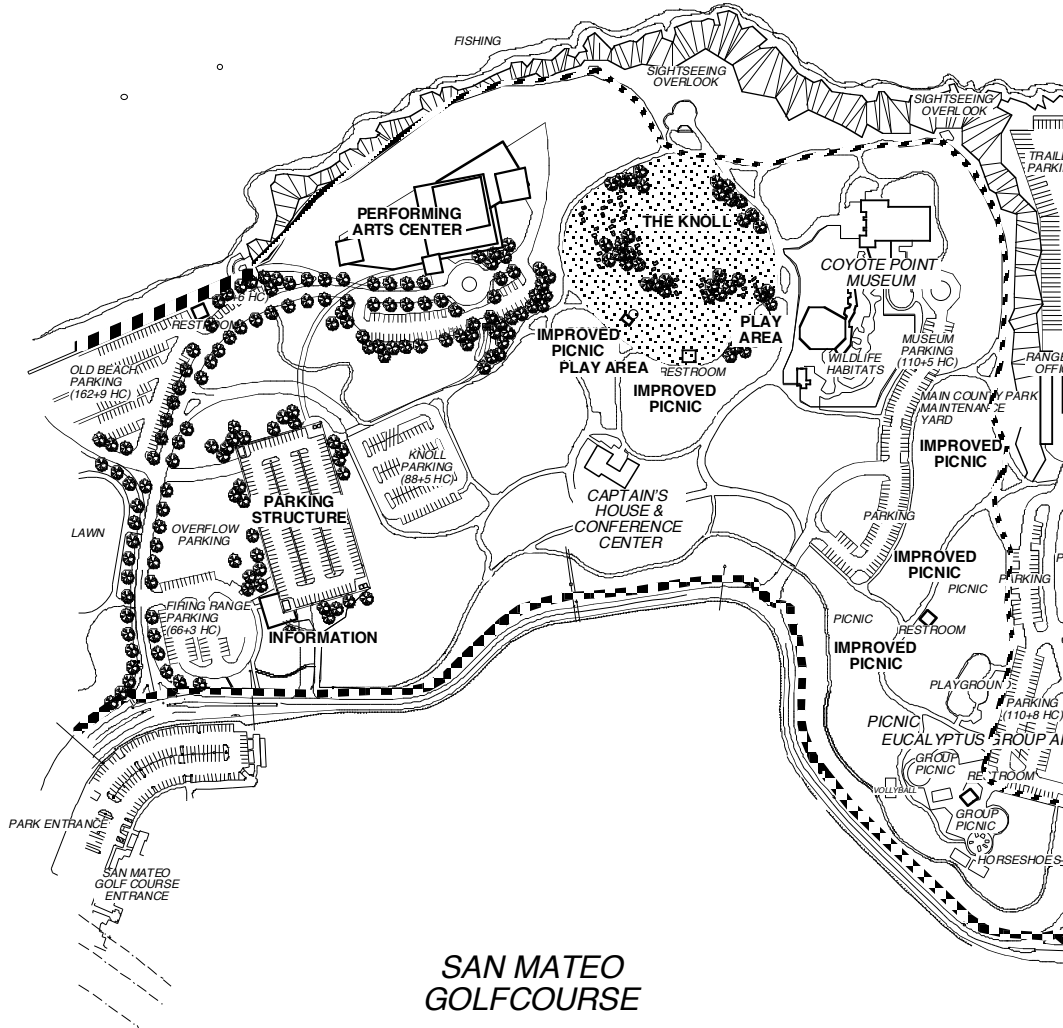 FISHING
SIGHTSEEING
OVERLOOK
SIGHTSEEING
OVERLOOK
PERFORMING
ARTS CENTER
THE KNOLL
COYOTE POINT
MUSEUM
6 HC)
RESTROOM
IMPROVED
PICNIC
PLAY AREA
PLAY
AREA
RESTROOM
IMPROVED
PICNIC
WILDLIFE
HABITATS
MUSEUM
PARKING
(110+5 HC)
OLD BEACH
PARKING
(162+9 HC)
MAIN COUNTY PARK
MAINTENANCE
YARD
IMPROVED
PICNIC
KNOLL
PARKING
(88+5 HC)
PARKING
STRUCTURE
CAPTAIN'S
HOUSE &
CONFERENCE
CENTER
LAWN
OVERFLOW
PARKING
PARKING
IMPROVED
PICNIC
PICNIC
PARKING
FIRING RANGE
PARKING
(66+3 HC)
INFORMATION
PICNIC
RESTROOM
IMPROVED
PICNIC
PLAYGROUND
PARKING
(110+8 HC)
PICNIC
EUCALYPTUS GROUP
GROUP
PICNIC
RESTROOM
VOLLYBALL
GROUP
PICNIC
HORSESHOES
PARK ENTRANCE
SAN MATEO
GOLF COURSE
ENTRANCE
SAN MATEO
GOLFCOURSE